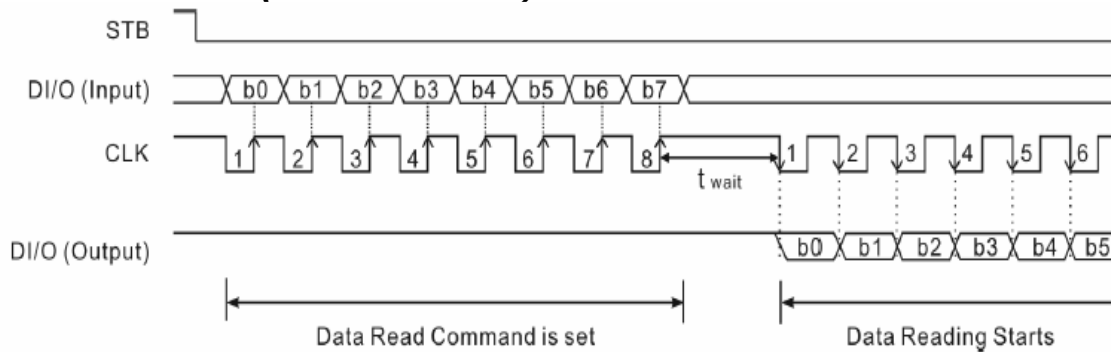 STB
DI/O (Input)
b0 b1 b2 b3 b4 b5 b6 b7
CLK
1 2 3 4 5 6 7 8
t wait
1 2 3 4 5 6
DI/O (Output)
b0 b1 b2 b3 b4 b5
Data Read Command is set
Data Reading Starts